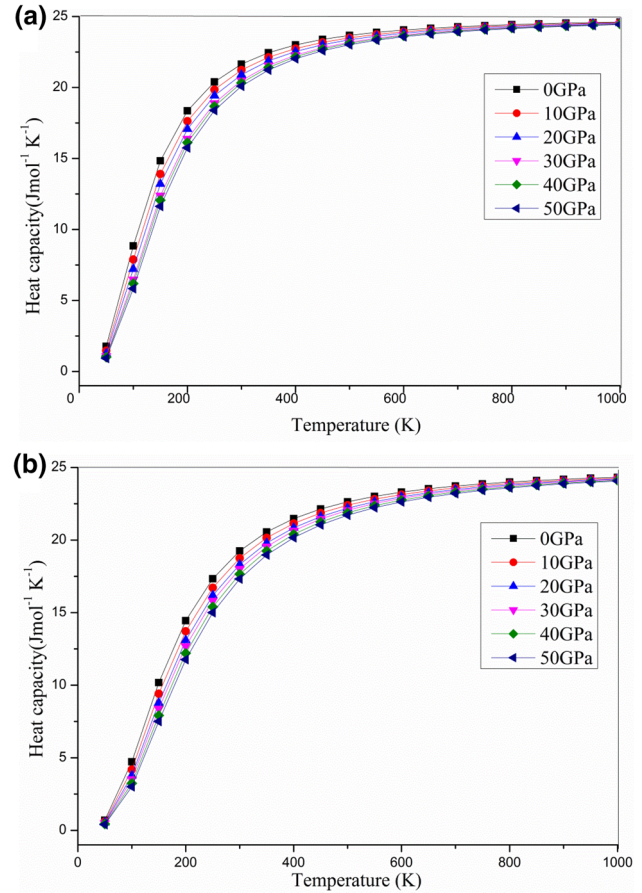 (a)
25
20
15
10
5
0
Heat capacity(Jmol⁻¹ K⁻¹)
0GPa
10GPa
20GPa
30GPa
40GPa
50GPa
0 200 400 600 800 1000
Temperature (K)
(b)
25
20
15
10
5
0
Heat capacity(Jmol⁻¹ K⁻¹)
0GPa
10GPa
20GPa
30GPa
40GPa
50GPa
0 200 400 600 800 1000
Temperature (K)